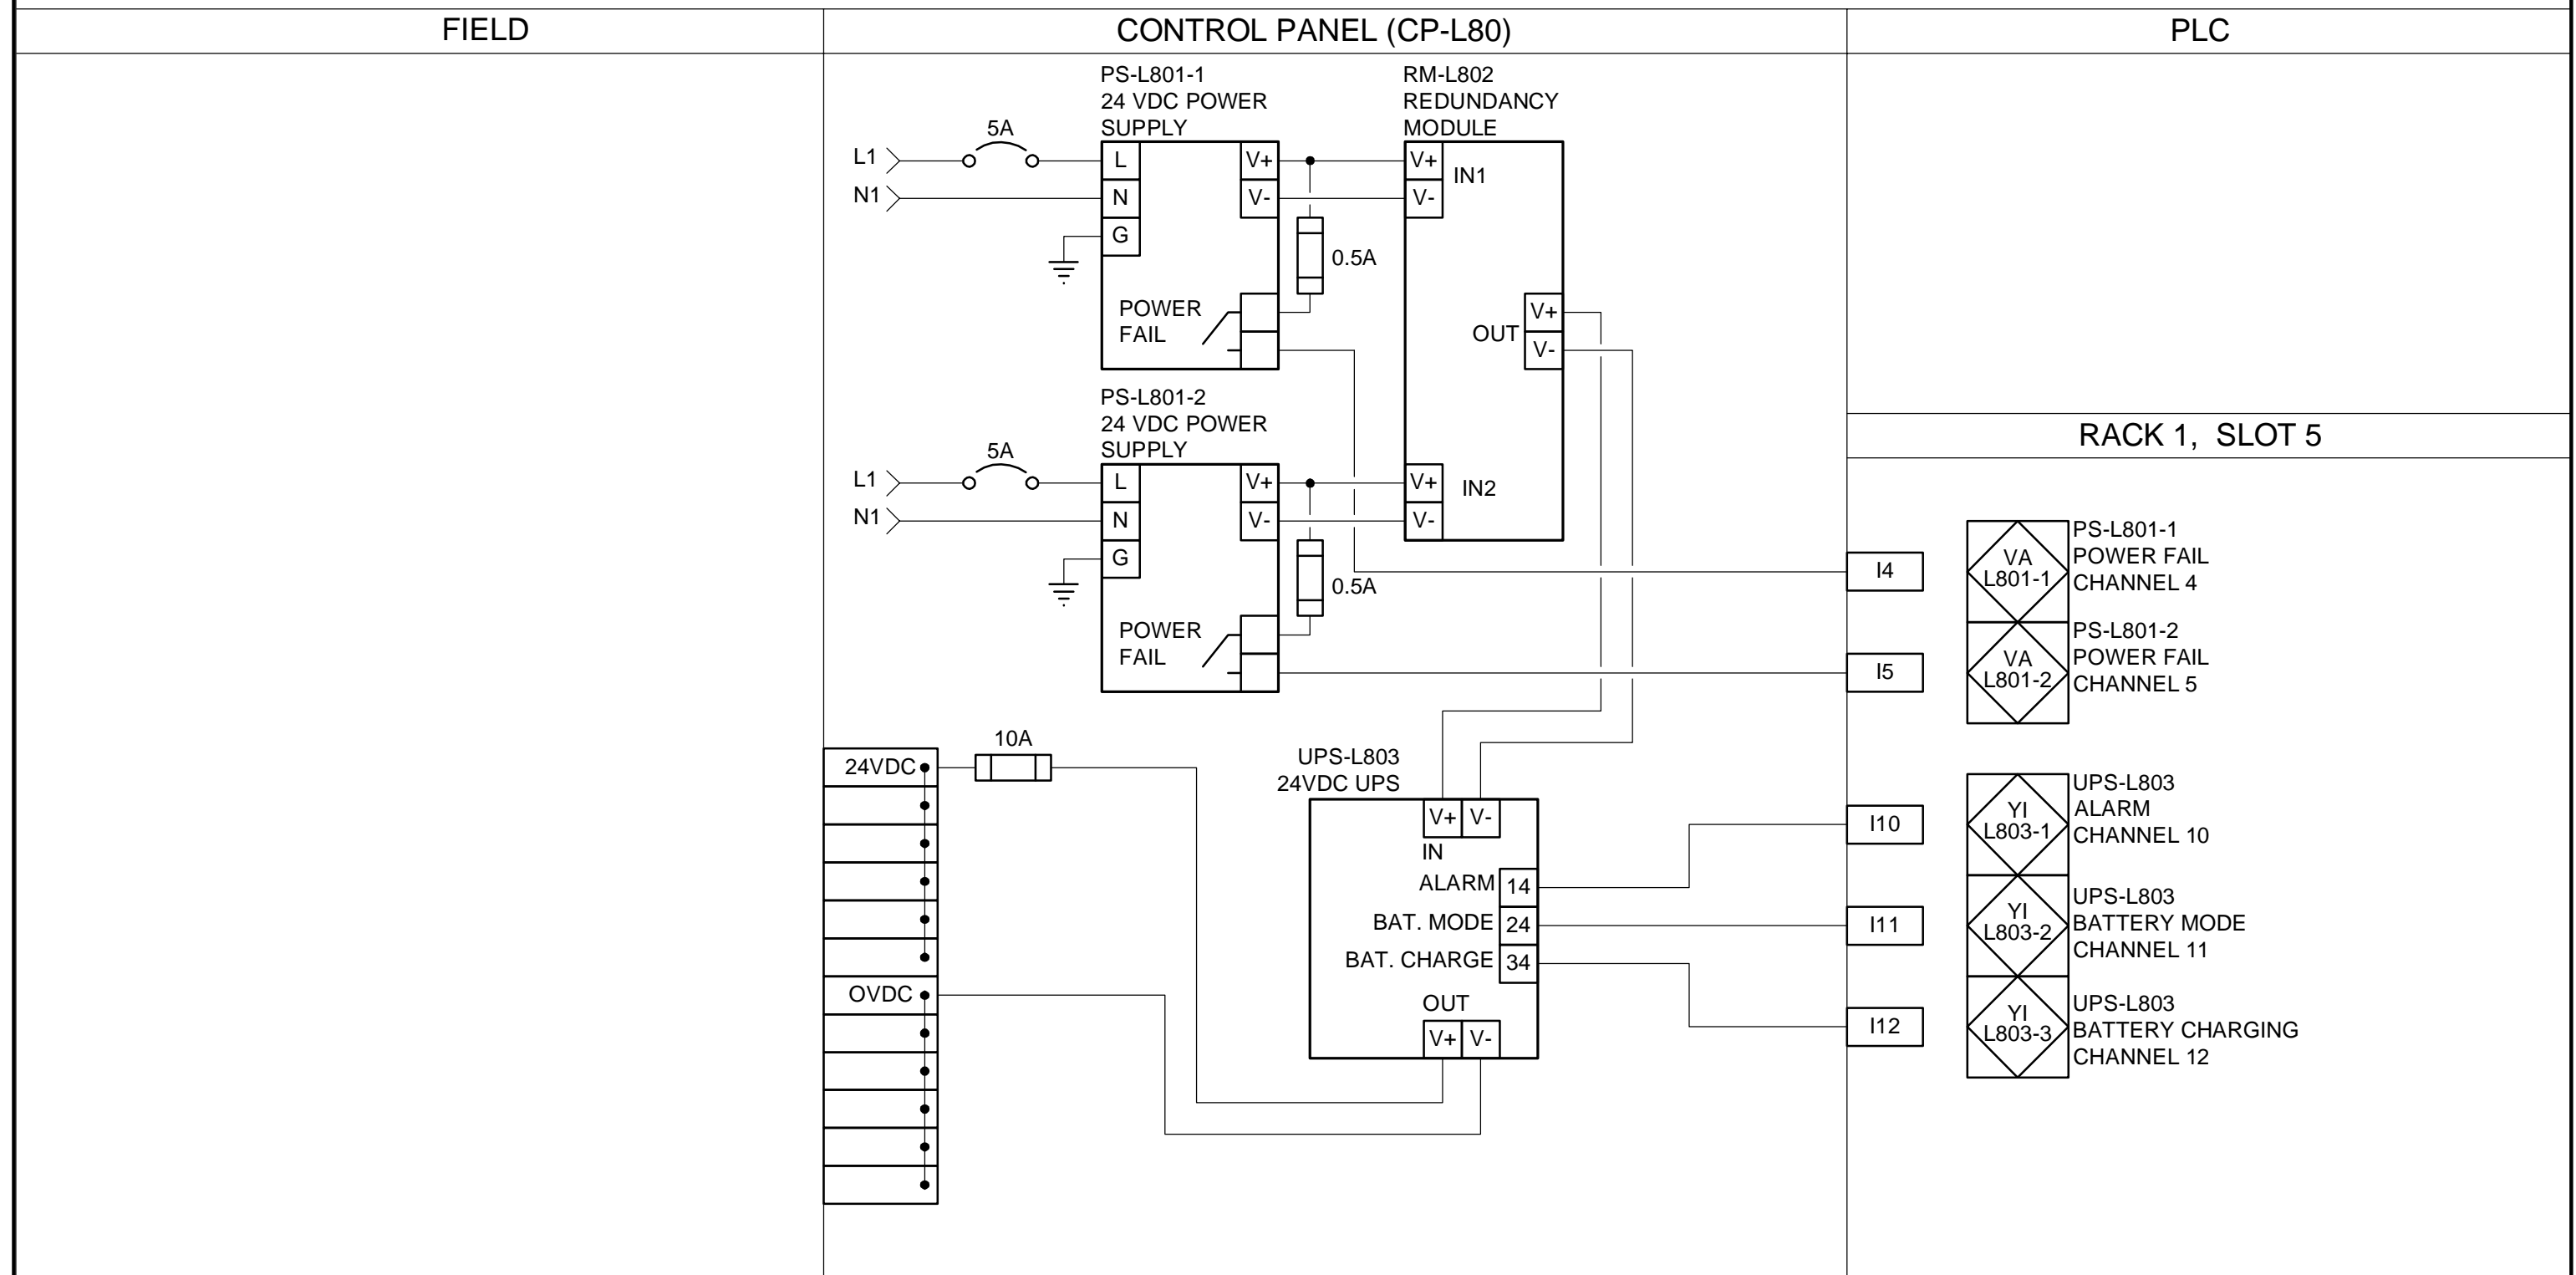 FIELD
CONTROL PANEL (CP-L80)
PLC
PS-L801-1
24 VDC POWER
SUPPLY
RM-L802
REDUNDANCY
MODULE
5A
L1
N1
L
N
G
V+
V-
V+
V-
IN1
0.5A
POWER
FAIL
OUT
V+
V-
PS-L801-2
24 VDC POWER
SUPPLY
RACK 1, SLOT 5
5A
L1
N1
L
N
G
V+
V-
V+
V-
IN2
0.5A
POWER
FAIL
I4
VA
L801-1
PS-L801-1
POWER FAIL
CHANNEL 4
I5
VA
L801-2
PS-L801-2
POWER FAIL
CHANNEL 5
10A
24VDC
OVDC
UPS-L803
24VDC UPS
V+ V-
IN
ALARM 14
BAT. MODE 24
BAT. CHARGE 34
OUT
V+ V-
I10
YI
L803-1
UPS-L803
ALARM
CHANNEL 10
I11
YI
L803-2
UPS-L803
BATTERY MODE
CHANNEL 11
I12
YI
L803-3
UPS-L803
BATTERY CHARGING
CHANNEL 12